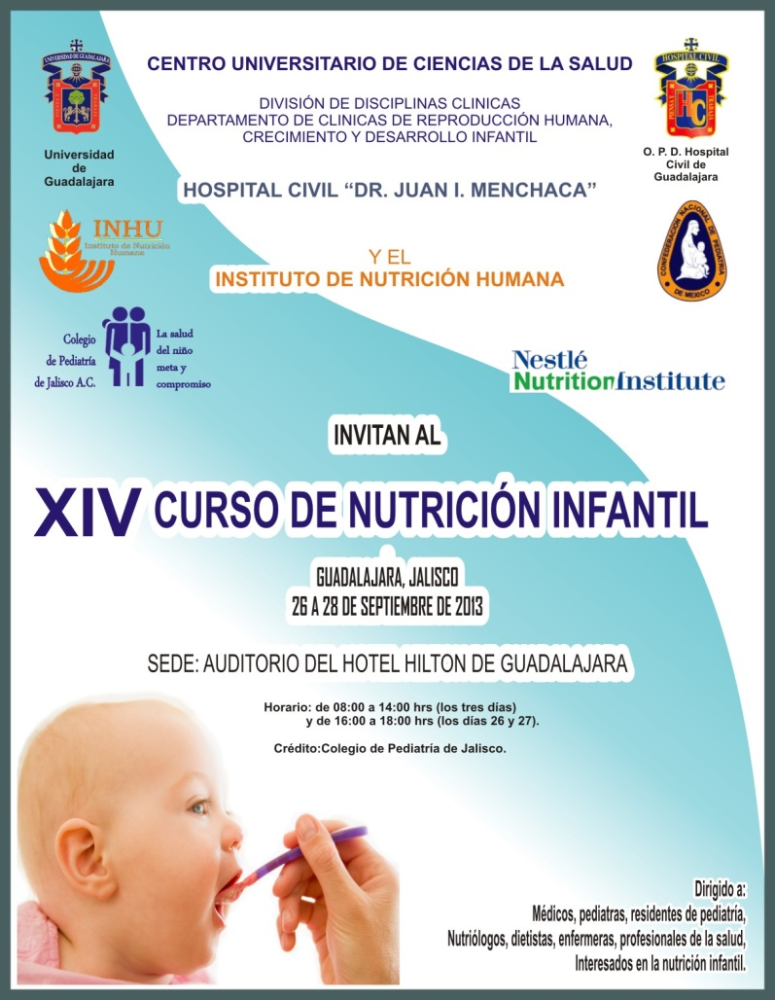 UNIVERSIDAD DE GUADALAJARA
Universidad
de
Guadalajara
CENTRO UNIVERSITARIO DE CIENCIAS DE LA SALUD
DIVISIÓN DE DISCIPLINAS CLINICAS
DEPARTAMENTO DE CLINICAS DE REPRODUCCIÓN HUMANA,
CRECIMIENTO Y DESARROLLO INFANTIL
HOSPITAL CIVIL “DR. JUAN I. MENCHACA”
HOSPITAL CIVIL
HC
O. P. D. Hospital
Civil de
Guadalajara
INHU
Instituto de Nutrición
Humana
Y EL
INSTITUTO DE NUTRICIÓN HUMANA
CONFEDERACION NACIONAL DE PEDIATRIA
DE MEXICO
Colegio
de Pediatría
de Jalisco A.C.
La salud
del niño
meta y
compromiso
Nestlé
NutritionInstitute
INVITAN AL
XIV CURSO DE NUTRICIÓN INFANTIL
GUADALAJARA, JALISCO
26 A 28 DE SEPTIEMBRE DE 2013
SEDE: AUDITORIO DEL HOTEL HILTON DE GUADALAJARA
Horario: de 08:00 a 14:00 hrs (los tres días)
y de 16:00 a 18:00 hrs (los días 26 y 27).
Crédito:Colegio de Pediatría de Jalisco.
Dirigido a:
Médicos, pediatras, residentes de pediatría,
Nutriólogos, dietistas, enfermeras, profesionales de la salud,
Interesados en la nutrición infantil.